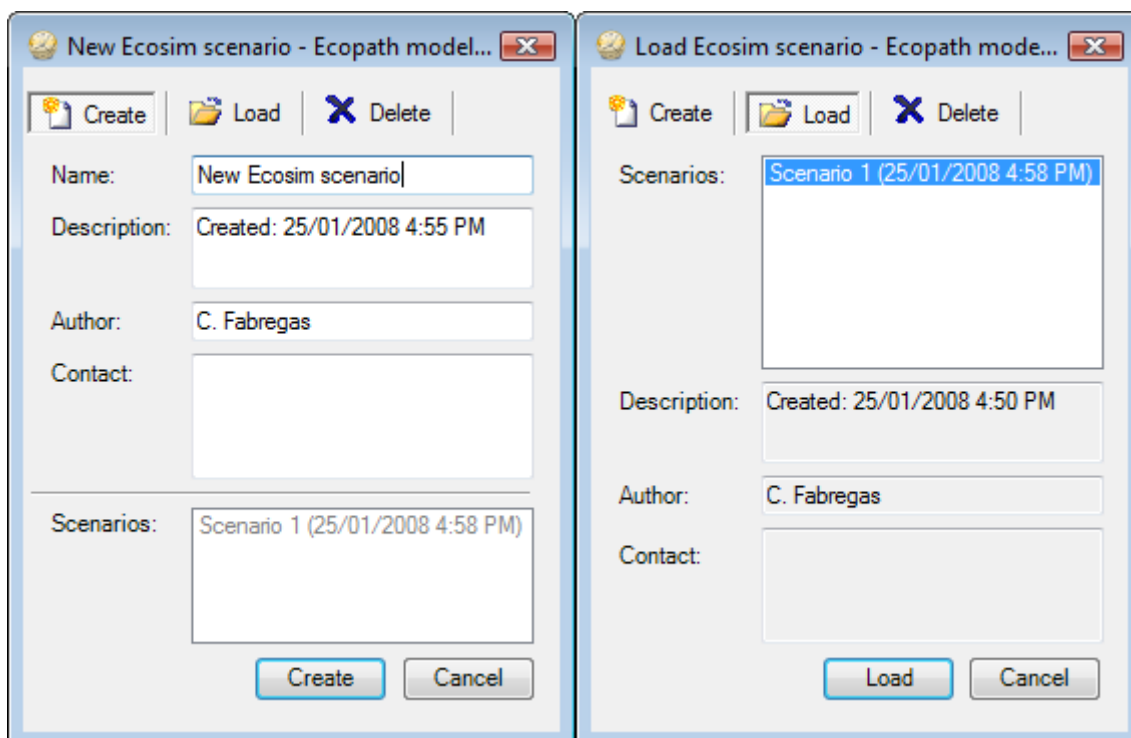 New Ecosim scenario - Ecopath model...
Create Load Delete
Name: New Ecosim scenario
Description: Created: 25/01/2008 4:55 PM
Author: C. Fabregas
Contact:
Scenarios: Scenario 1 (25/01/2008 4:58 PM)
Create Cancel
Load Ecosim scenario - Ecopath mode...
Create Load Delete
Scenarios: Scenario 1 (25/01/2008 4:58 PM)
Description: Created: 25/01/2008 4:50 PM
Author: C. Fabregas
Contact:
Load Cancel